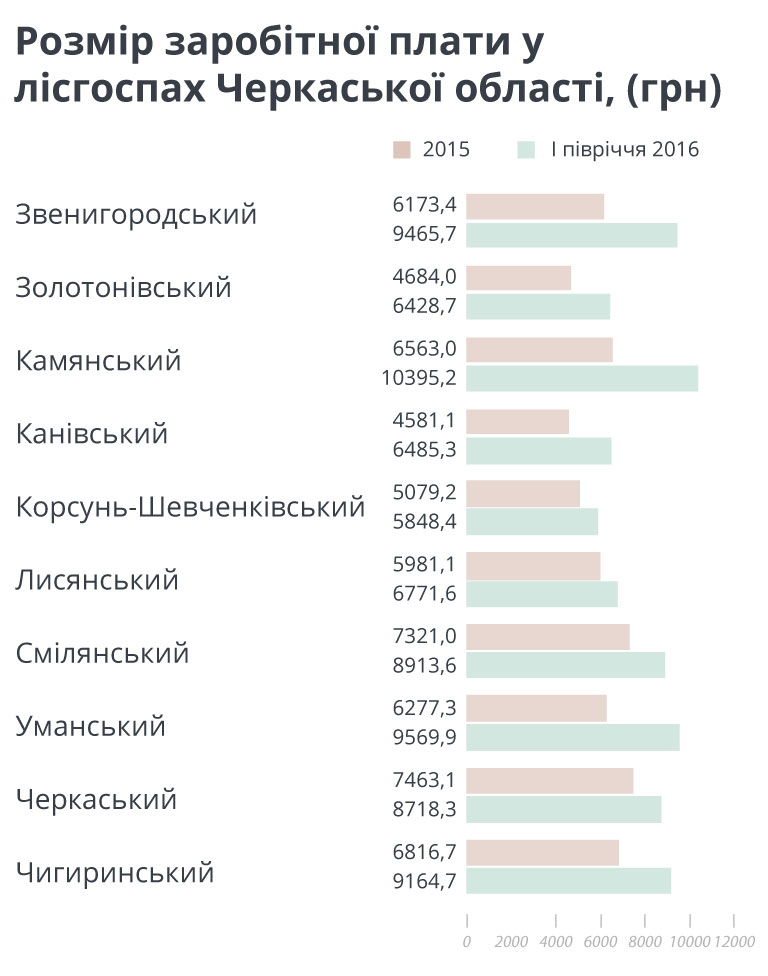 Розмір заробітної плати у
лісгоспах Черкаської області, (грн)
2015 І півріччя 2016
Звенигородський
6173,4
9465,7
Золотонівський
4684,0
6428,7
Камянський
6563,0
10395,2
Канівський
4581,1
6485,3
Корсунь-Шевченківський
5079,2
5848,4
Лисянський
5981,1
6771,6
Смілянський
7321,0
8913,6
Уманський
6277,3
9569,9
Черкаський
7463,1
8718,3
Чигиринський
6816,7
9164,7
0 2000 4000 6000 8000 10000 12000